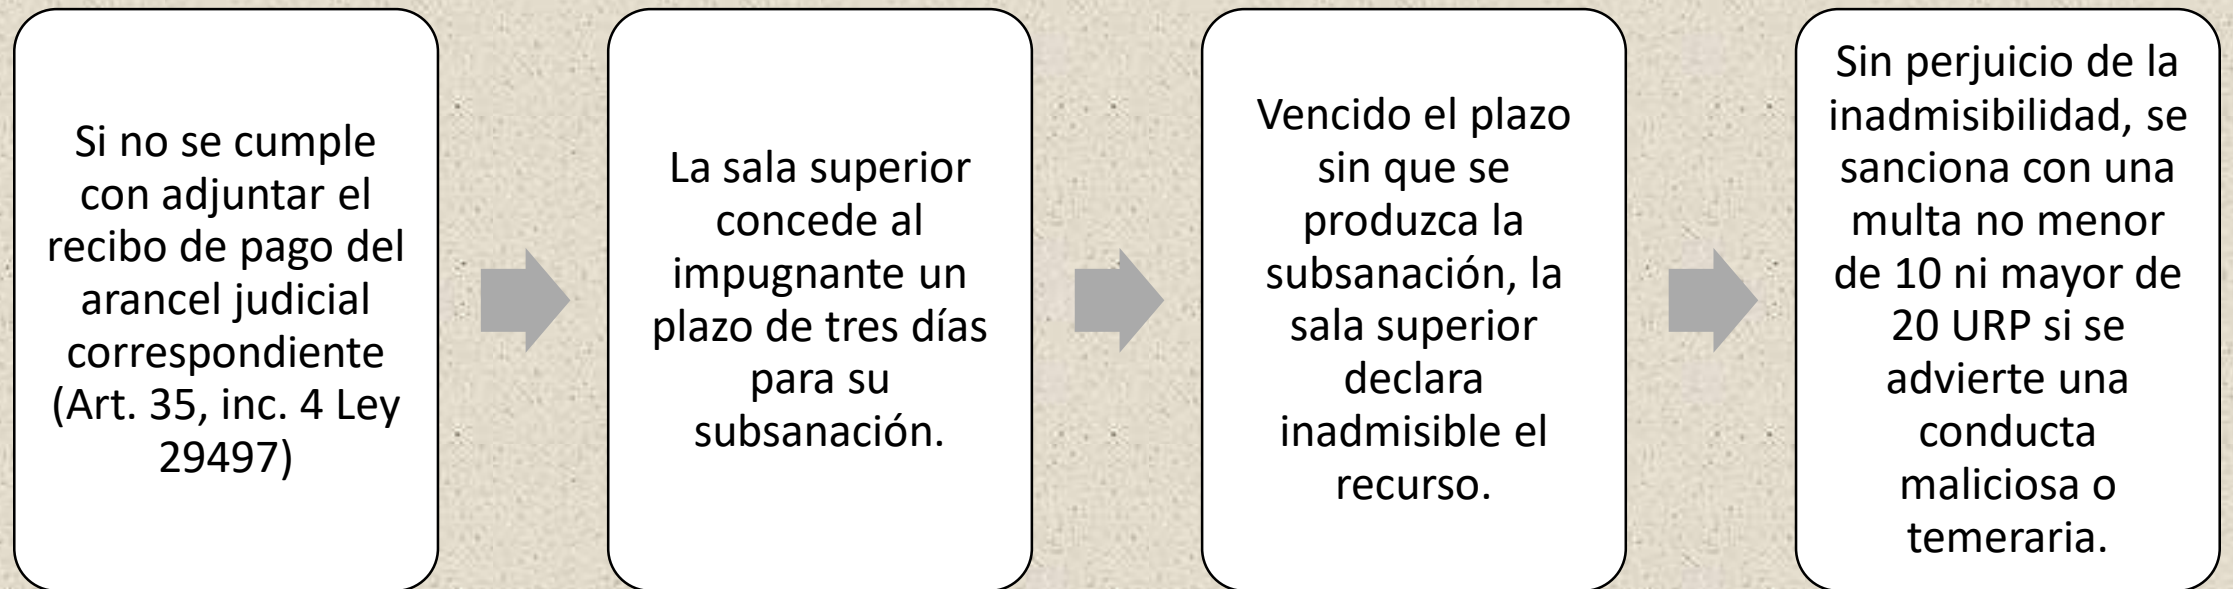 Si no se cumple
con adjuntar el
recibo de pago del
arancel judicial
correspondiente
(Art. 35, inc. 4 Ley
29497)
La sala superior
concede al
impugnante un
plazo de tres días
para su
subsanación.
Vencido el plazo
sin que se
produzca la
subsanación, la
sala superior
declara
inadmisible el
recurso.
Sin perjuicio de la
inadmisibilidad, se
sanciona con una
multa no menor
de 10 ni mayor de
20 URP si se
advierte una
conducta
maliciosa o
temeraria.